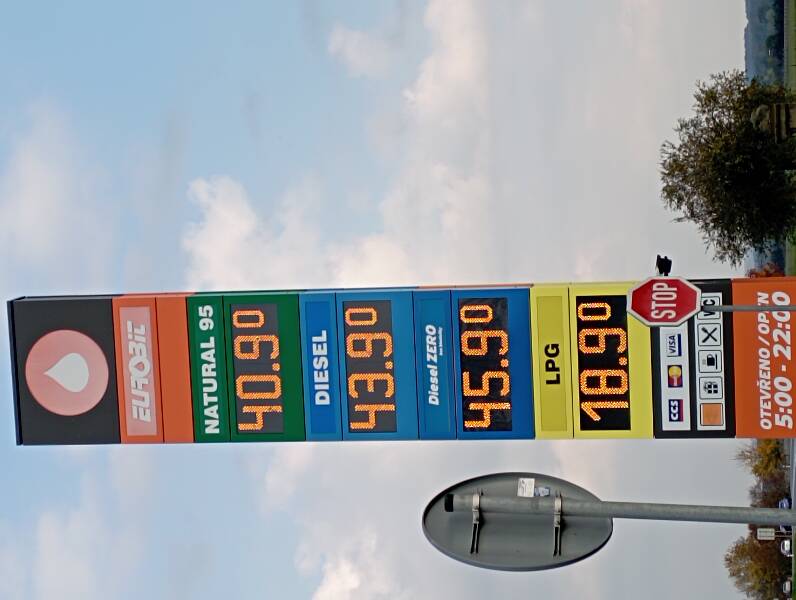 EUROBIT
NATURAL 95
40.90
DIESEL
43.90
Diesel ZERO
45.90
LPG
18.90
STOP
CCS VISA
WC
OTEVŘENO / OPEN
5:00 - 22:00